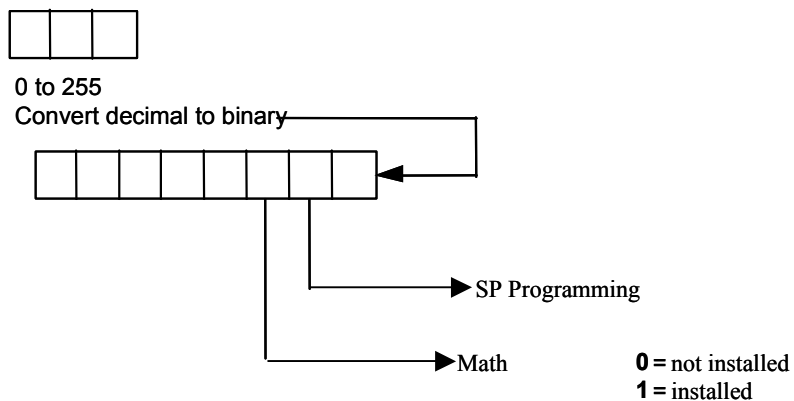 0 to 255
Convert decimal to binary
SP Programming
Math
0 = not installed
1 = installed